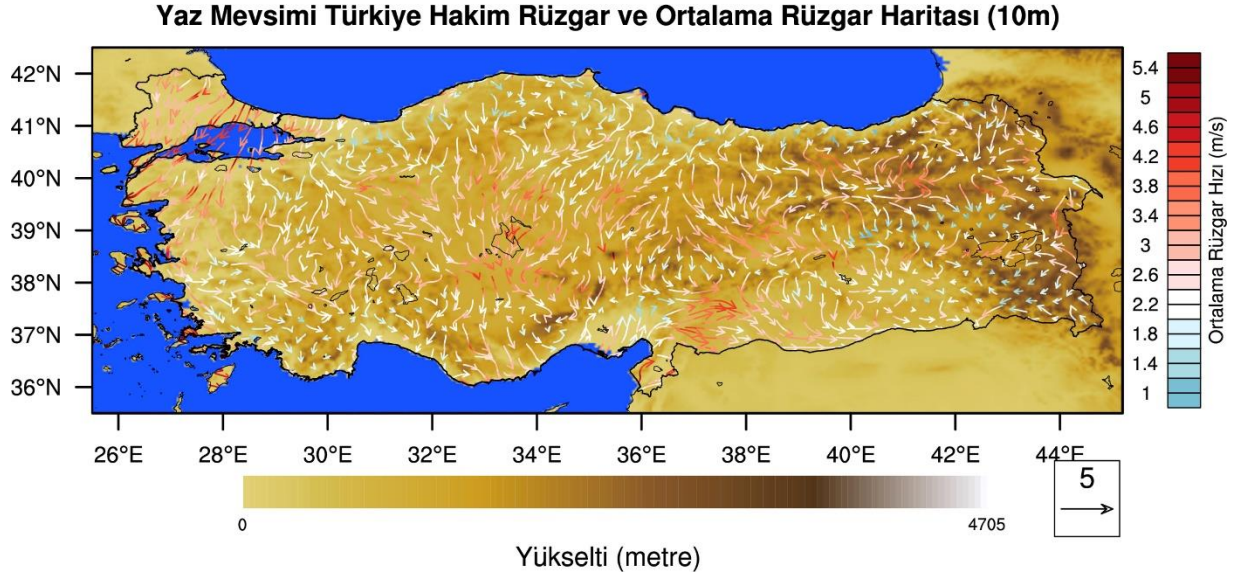 Yaz Mevsimi Türkiye Hakim Rüzgar ve Ortalama Rüzgar Haritası (10m)
42°N
41°N
40°N
39°N
38°N
37°N
36°N
26°E 28°E 30°E 32°E 34°E 36°E 38°E 40°E 42°E 44°E
5.4
5
4.6
4.2
3.8
3.4
3
2.6
2.2
1.8
1.4
1
Ortalama Rüzgar Hızı (m/s)
0 4705
Yükselti (metre)
5